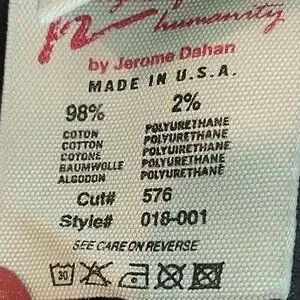 humanity
by Jerome Dahan
MADE IN U.S.A.
98% 2%
COTON POLYURETHANE
COTTON POLYURETHANE
COTONE POLYUIRETHANE
BAUMWOLLE POLYURETHANE
ALGODON POLYURETHANE
Cut# 576
Style# 018-001
SEE CARE ON REVERSE
30